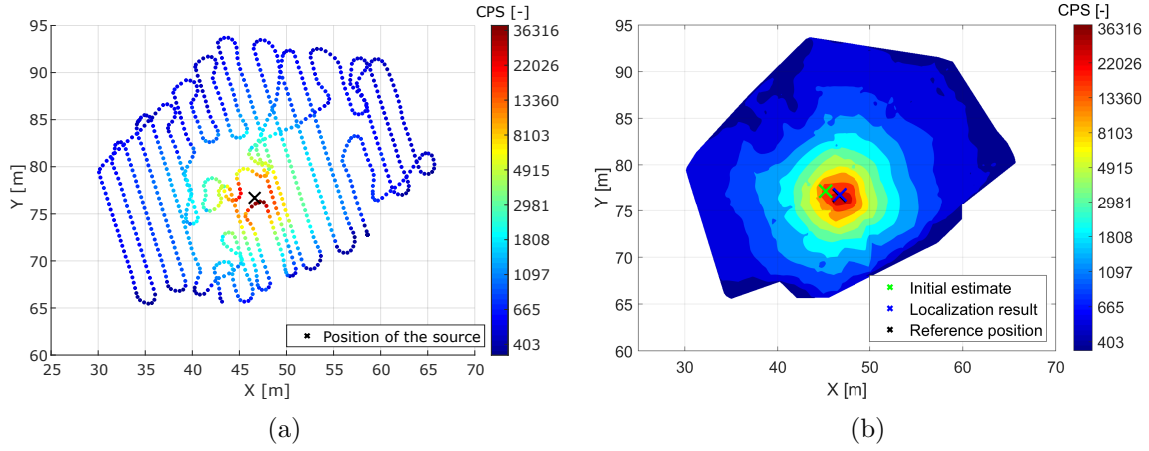 CPS [-]
95
90
85
80
75
70
65
60
25 30 35 40 45 50 55 60 65 70
Y [m]
X [m]
36316
22026
13360
8103
4915
2981
1808
1097
665
403
Position of the source
(a)
CPS [-]
95
90
85
80
75
70
65
60
30 40 50 60 70
Y [m]
X [m]
36316
22026
13360
8103
4915
2981
1808
1097
665
403
Initial estimate
Localization result
Reference position
(b)